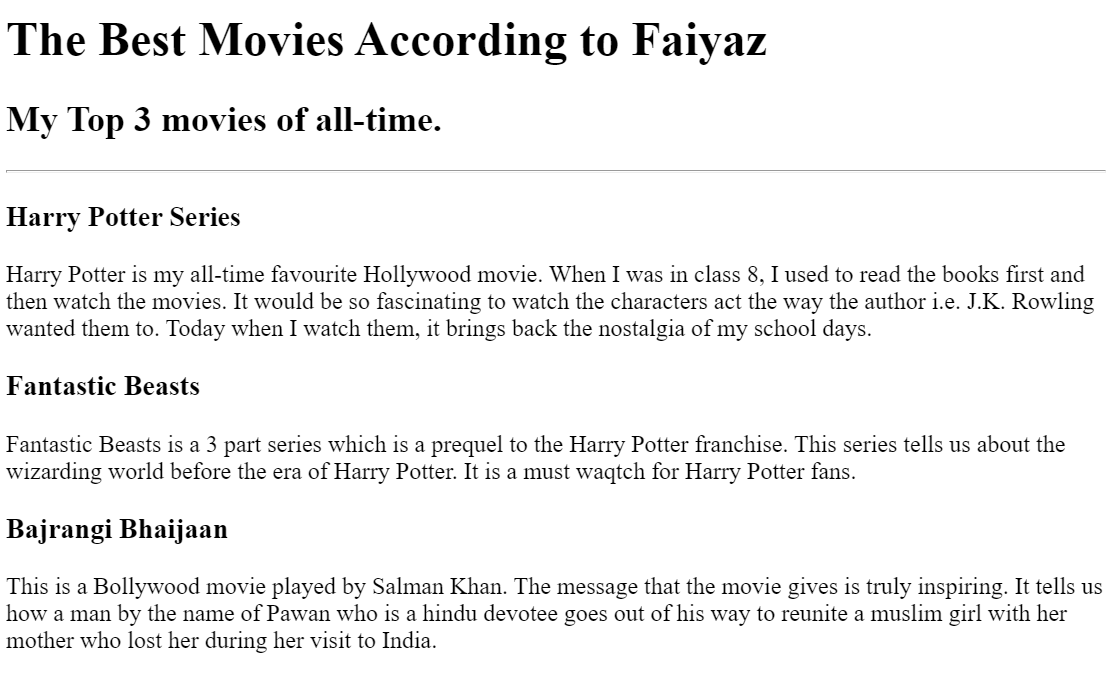 The Best Movies According to Faiyaz
My Top 3 movies of all-time.
Harry Potter Series
Harry Potter is my all-time favourite Hollywood movie. When I was in class 8, I used to read the books first and
then watch the movies. It would be so fascinating to watch the characters act the way the author i.e. J.K. Rowling
wanted them to. Today when I watch them, it brings back the nostalgia of my school days.
Fantastic Beasts
Fantastic Beasts is a 3 part series which is a prequel to the Harry Potter franchise. This series tells us about the
wizarding world before the era of Harry Potter. It is a must waqtch for Harry Potter fans.
Bajrangi Bhaijaan
This is a Bollywood movie played by Salman Khan. The message that the movie gives is truly inspiring. It tells us
how a man by the name of Pawan who is a hindu devotee goes out of his way to reunite a muslim girl with her
mother who lost her during her visit to India.